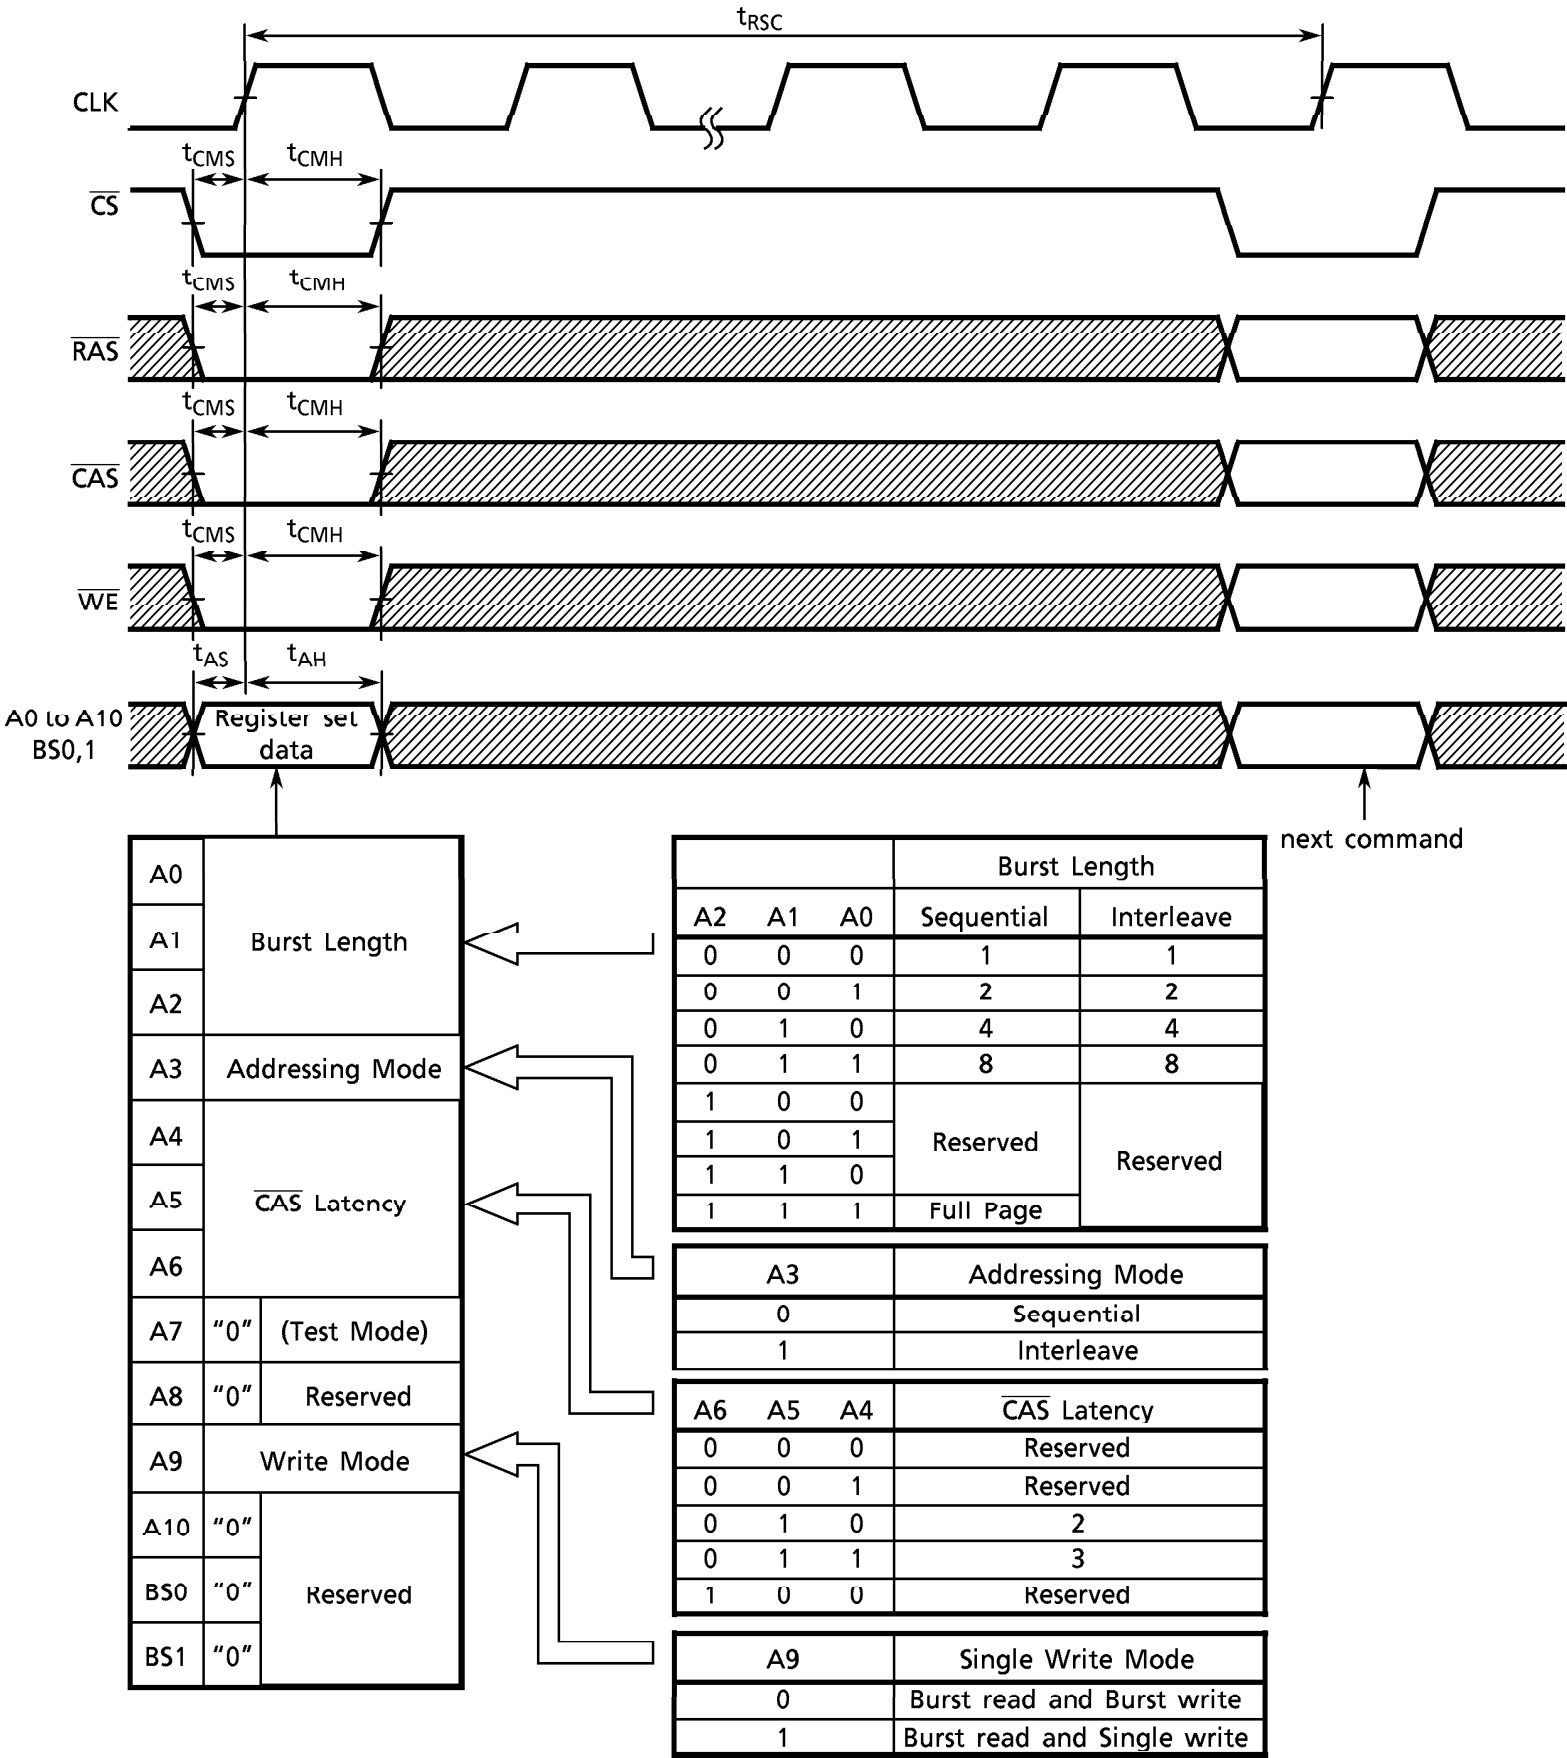 tRSC
CLK
tCMS tCMH
CS
tCMS tCMH
RAS
tCMS tCMH
CAS
tCMS tCMH
WE
tAS tAH
A0 to A10
BS0,1
Register set
data
next command
A0
A1
A2
Burst Length
A3 Addressing Mode
A4
A5
A6
CAS Latency
A7 "0" (Test Mode)
A8 "0" Reserved
A9 Write Mode
A10 "0"
BS0 "0" Reserved
BS1 "0"
Burst Length
A2 A1 A0 Sequential Interleave
0 0 0 1 1
0 0 1 2 2
0 1 0 4 4
0 1 1 8 8
1 0 0
1 0 1 Reserved
Reserved
1 1 0
1 1 1 Full Page
A3 Addressing Mode
0 Sequential
1 Interleave
A6 A5 A4 CAS Latency
0 0 0 Reserved
0 0 1 Reserved
0 1 0 2
0 1 1 3
1 0 0 Reserved
A9 Single Write Mode
0 Burst read and Burst write
1 Burst read and Single write